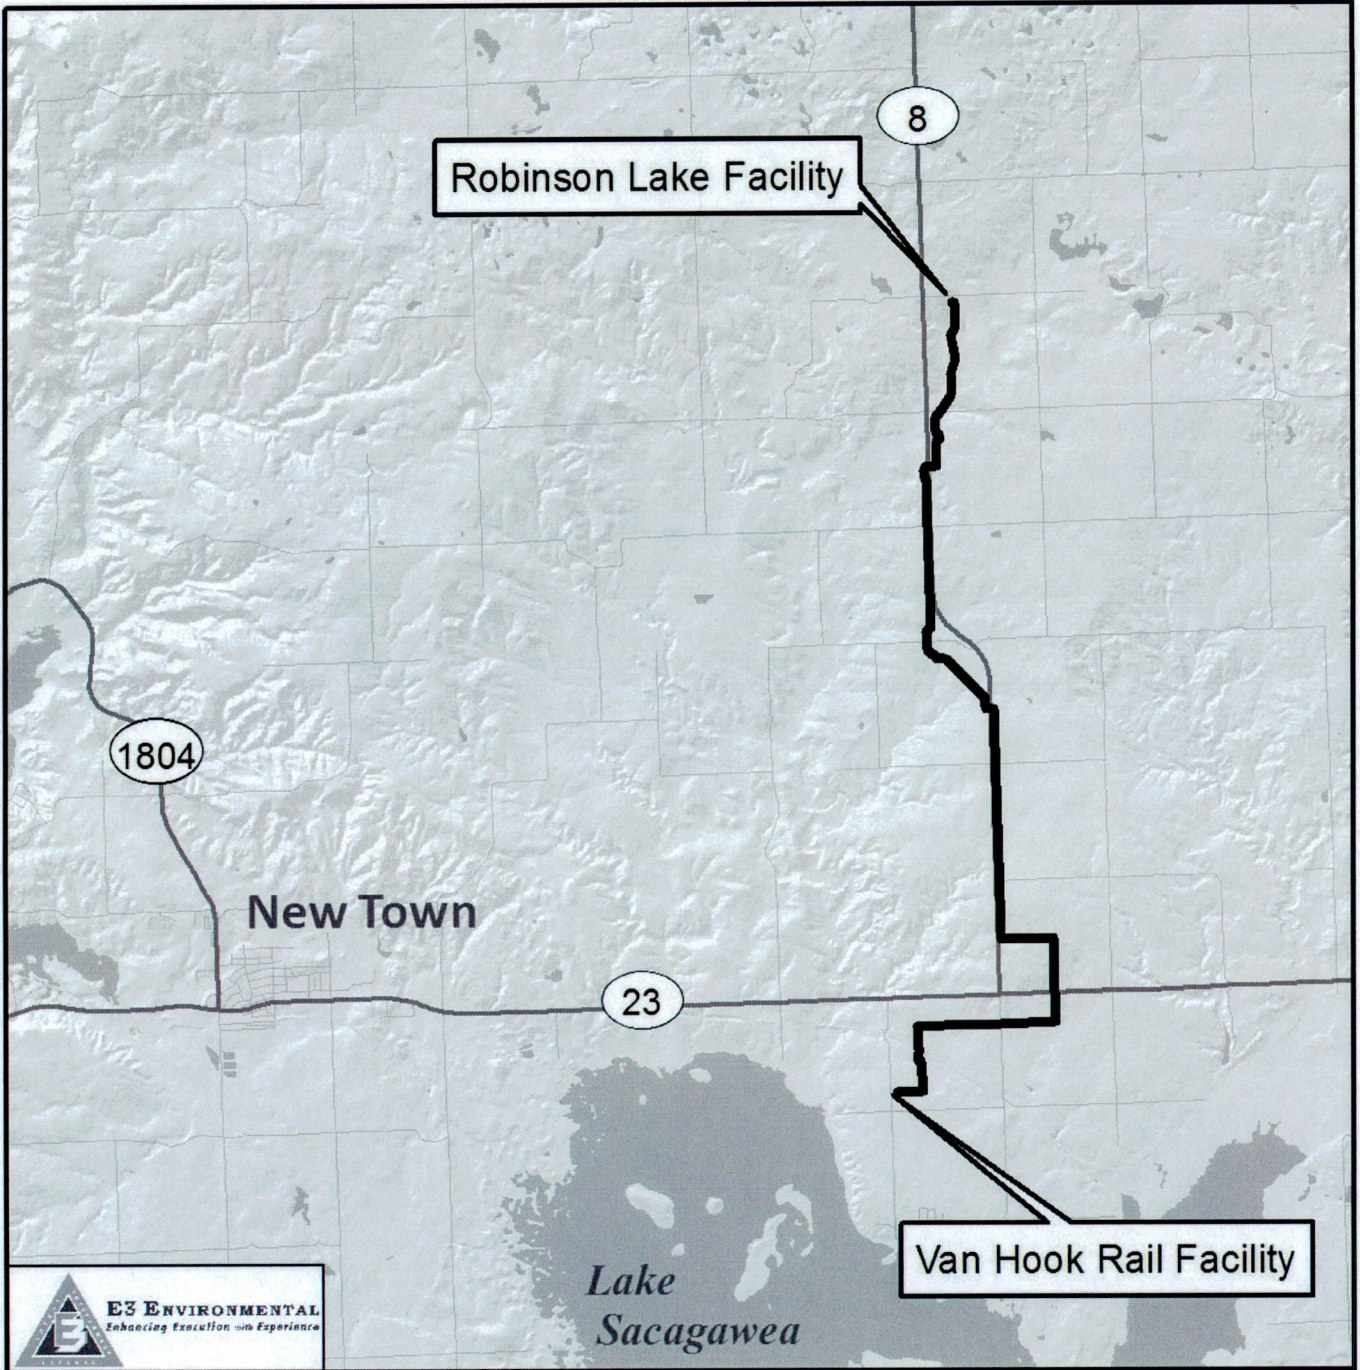 8
Robinson Lake Facility
1804
New Town
23
Van Hook Rail Facility
Lake
Sacagawea
E3 ENVIRONMENTAL
Enhancing Execution with Experience
E3